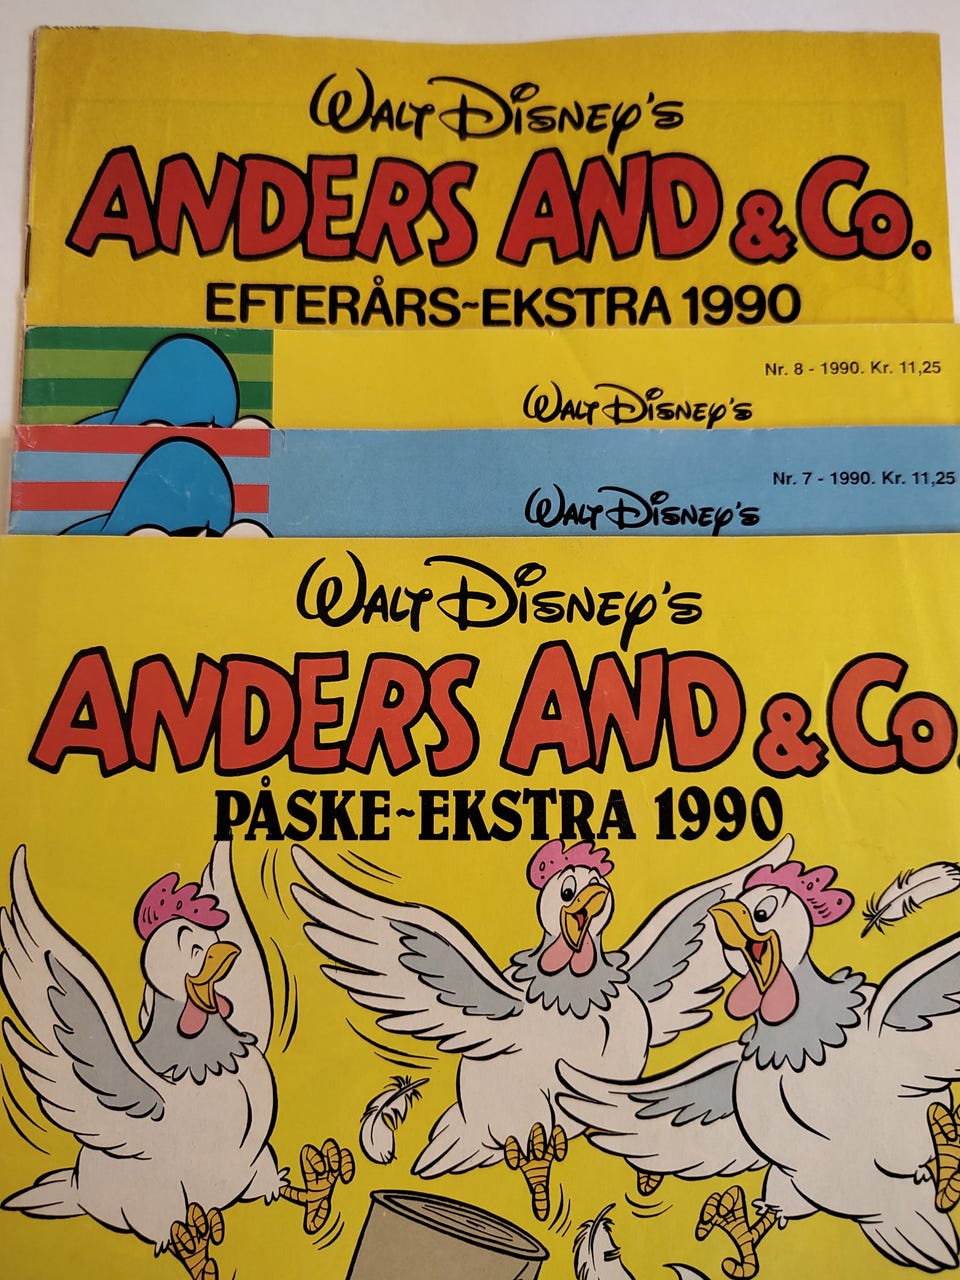 WALT DISNEY'S
ANDERS AND & CO.
EFTERÅRS~EKSTRA 1990
Nr. 8 - 1990. Kr. 11,25
WALT DISNEY'S
Nr. 7 - 1990. Kr. 11,25
WALT DISNEY'S
WALT DISNEY'S
ANDERS AND & CO.
PÅSKE~EKSTRA 1990